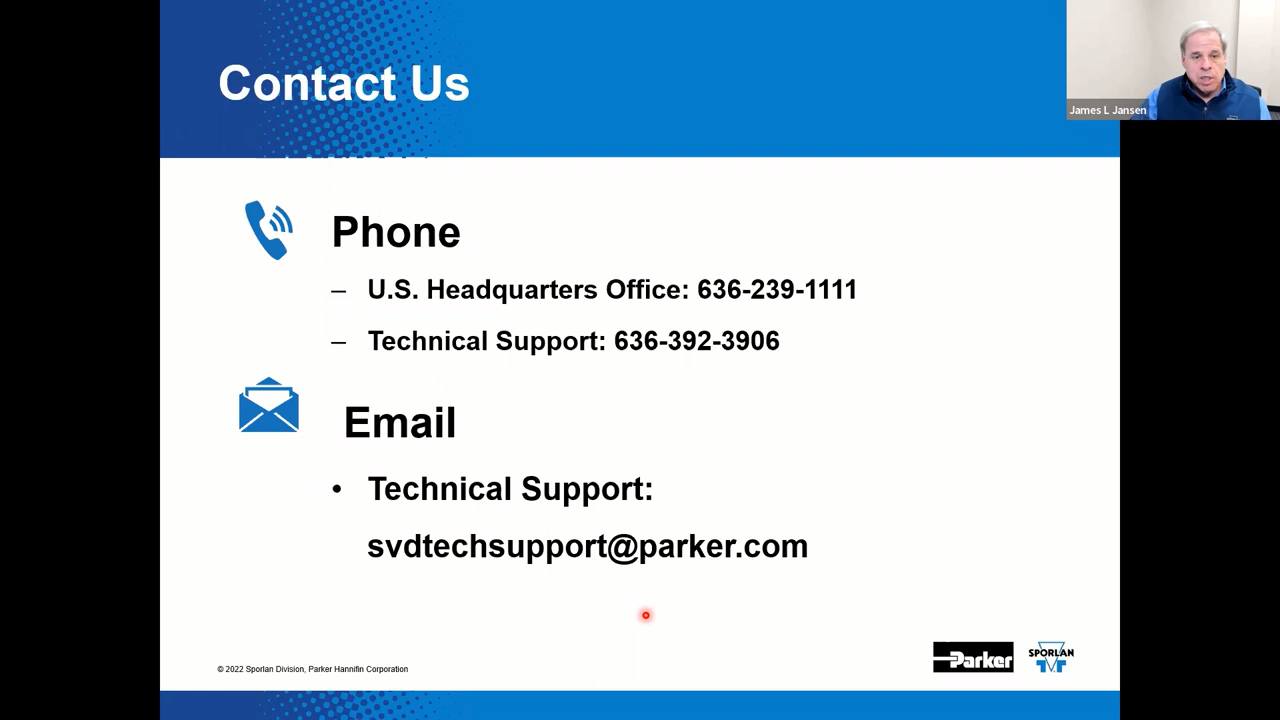 Contact Us
James L Jansen
Phone
– U.S. Headquarters Office: 636-239-1111
– Technical Support: 636-392-3906
Email
• Technical Support:
svdtechsupport@parker.com
© 2022 Sporlan Division, Parker Hannifin Corporation
Parker
SPORLAN